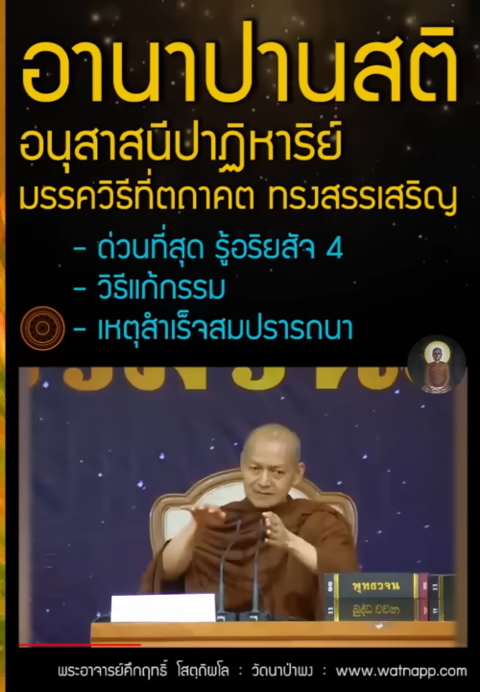 อานาปานสติ
อนุสาสนีปาฏิหาริย์
มรรควิธีที่ตถาคต ทรงสรรเสริญ
- ด่วนที่สุด รู้อริยสัจ 4
- วิธีแก้กรรม
- เหตุสำเร็จสมปรารถนา
พุทธวจน
พระอาจารย์คึกฤทธิ์ โสตฺถิผโล : วัดนาป่าพง : www.watnapp.com